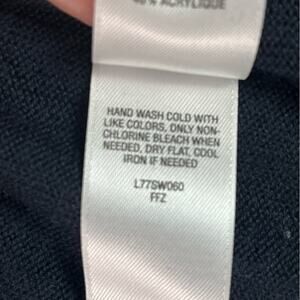 ACRYLIQUE
HAND WASH COLD WITH
LIKE COLORS, ONLY NON-
CHLORINE BLEACH WHEN
NEEDED, DRY FLAT, COOL
IRON IF NEEDED
L77SW060
FFZ